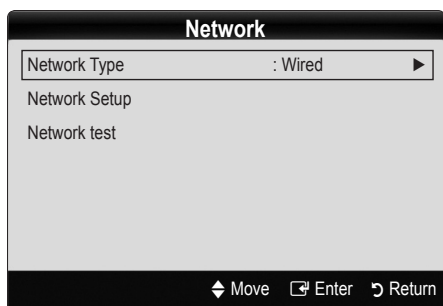 Network
Network Type : Wired ▶
Network Setup
Network test
Move Enter Return